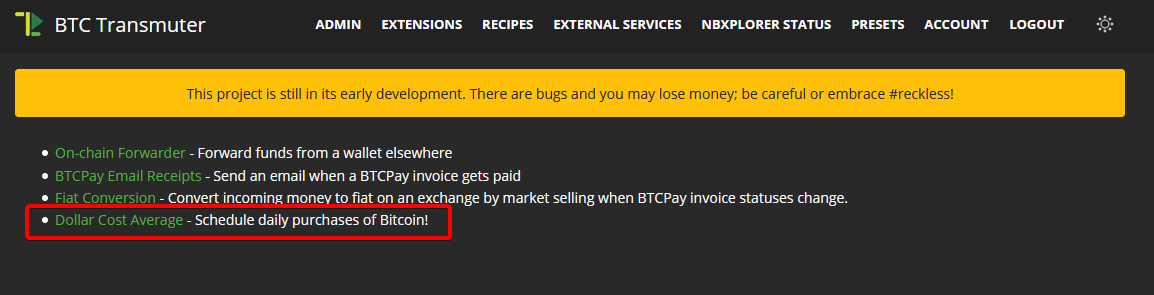 BTC Transmuter
ADMIN EXTENSIONS RECIPES EXTERNAL SERVICES NBXPLORER STATUS PRESETS ACCOUNT LOGOUT
This project is still in its early development. There are bugs and you may lose money; be careful or embrace #reckless!
On-chain Forwarder - Forward funds from a wallet elsewhere
BTCPay Email Receipts - Send an email when a BTCPay invoice gets paid
Fiat Conversion - Convert incoming money to fiat on an exchange by market selling when BTCPay invoice statuses change.
Dollar Cost Average - Schedule daily purchases of Bitcoin!